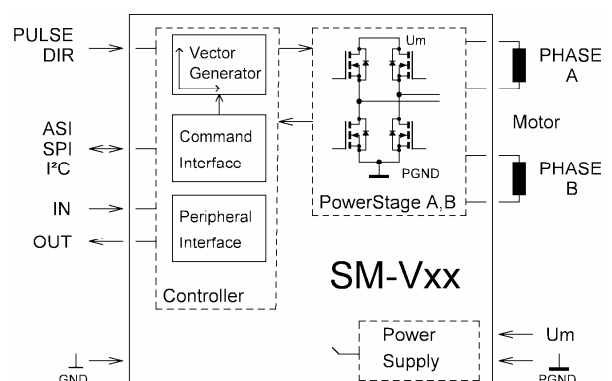 PULSE
DIR
ASI
SPI
I²C
IN
OUT
GND
Vector
Generator
Command
Interface
Peripheral
Interface
Controller
Um
PGND
PowerStage A,B
SM-Vxx
Power
Supply
PHASE
A
Motor
PHASE
B
Um
PGND